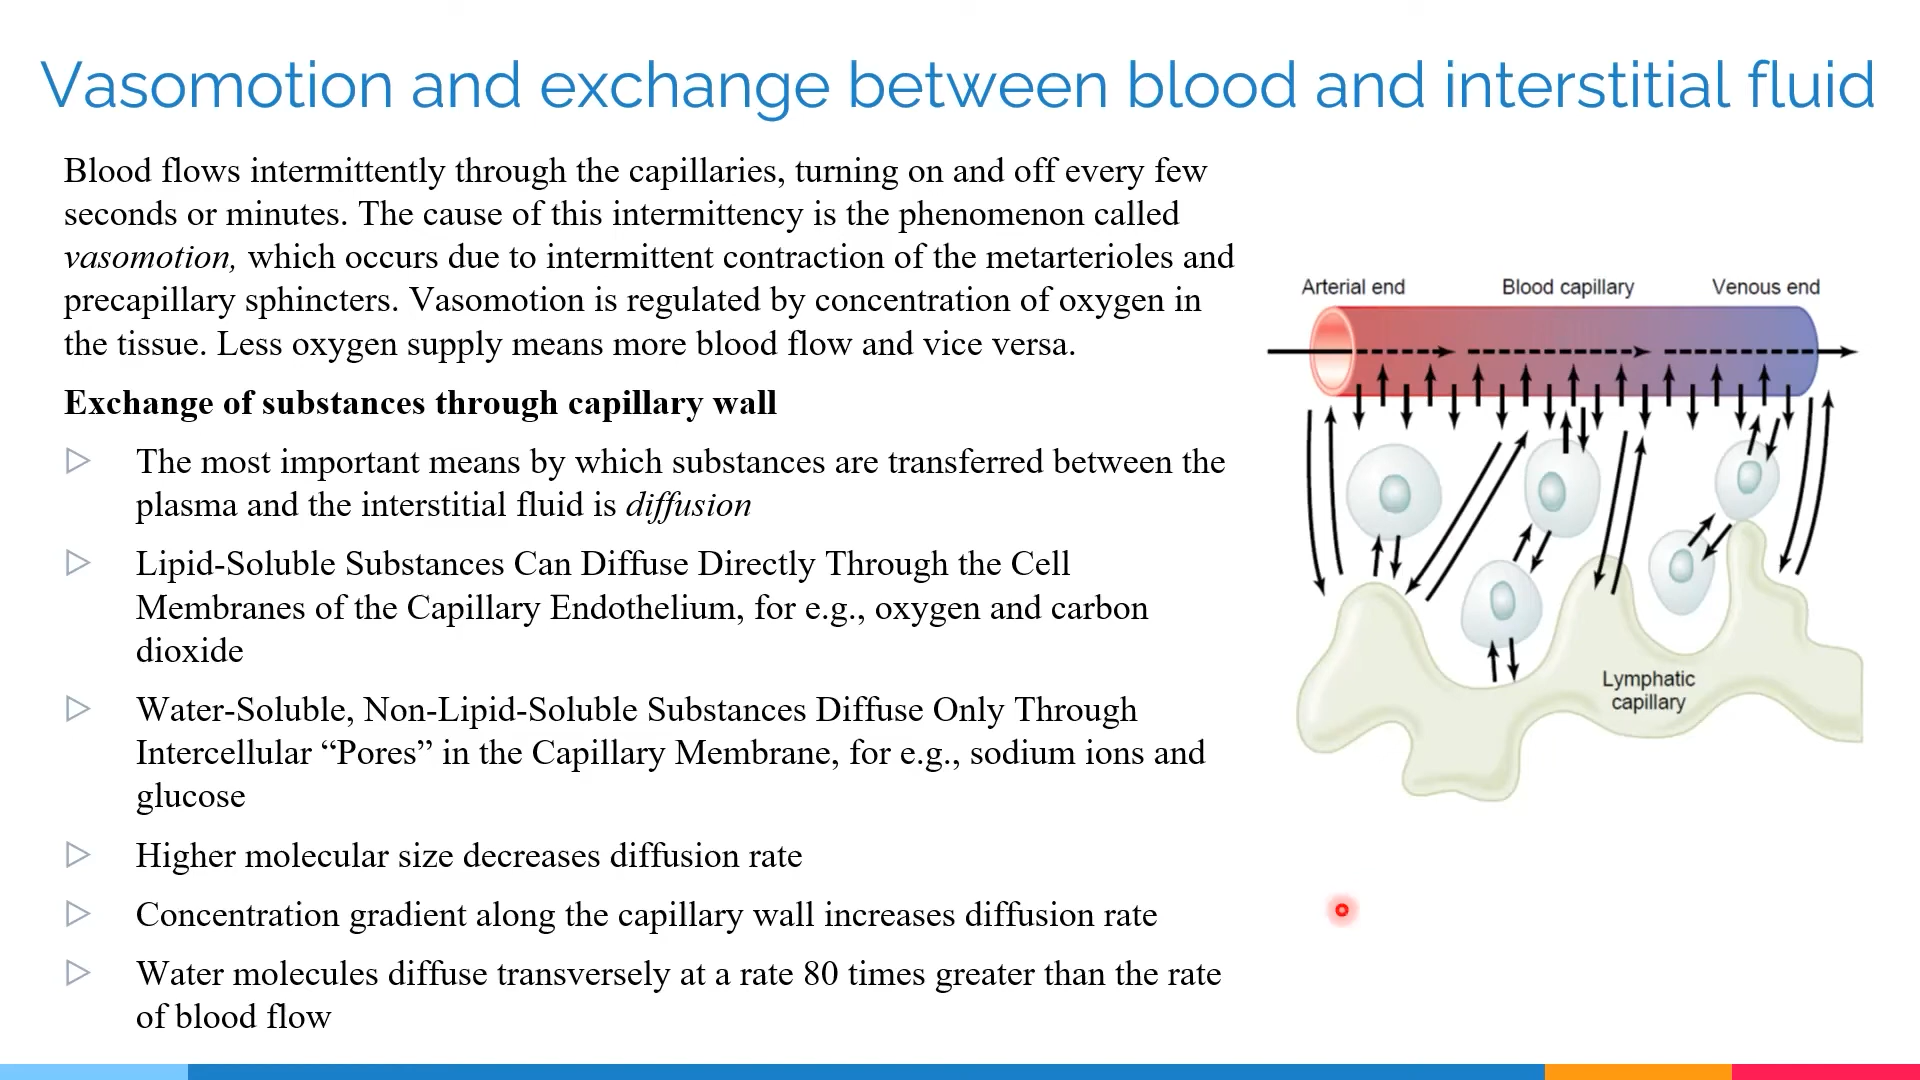 Vasomotion and exchange between blood and interstitial fluid
Blood flows intermittently through the capillaries, turning on and off every few
seconds or minutes. The cause of this intermittency is the phenomenon called
vasomotion, which occurs due to intermittent contraction of the metarterioles and
precapillary sphincters. Vasomotion is regulated by concentration of oxygen in
the tissue. Less oxygen supply means more blood flow and vice versa.
Exchange of substances through capillary wall
The most important means by which substances are transferred between the
plasma and the interstitial fluid is diffusion
Lipid-Soluble Substances Can Diffuse Directly Through the Cell
Membranes of the Capillary Endothelium, for e.g., oxygen and carbon
dioxide
Water-Soluble, Non-Lipid-Soluble Substances Diffuse Only Through
Intercellular “Pores” in the Capillary Membrane, for e.g., sodium ions and
glucose
Higher molecular size decreases diffusion rate
Concentration gradient along the capillary wall increases diffusion rate
Water molecules diffuse transversely at a rate 80 times greater than the rate
of blood flow
Arterial end
Blood capillary
Venous end
Lymphatic
capillary